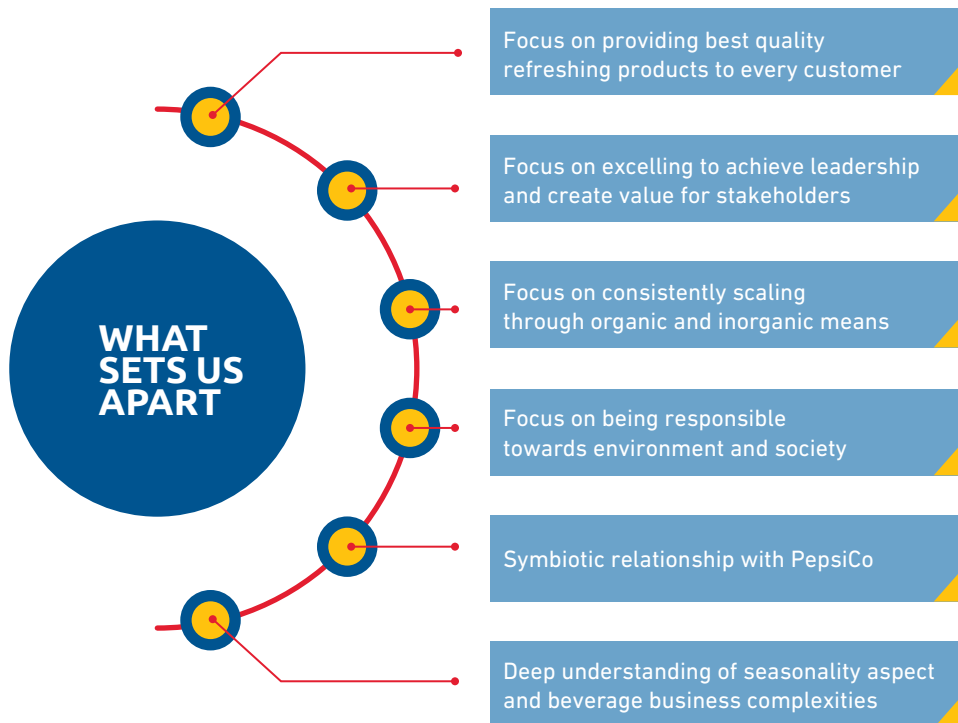 Focus on providing best quality
refreshing products to every customer
Focus on excelling to achieve leadership
and create value for stakeholders
Focus on consistently scaling
through organic and inorganic means
WHAT
SETS US
APART
Focus on being responsible
towards environment and society
Symbiotic relationship with PepsiCo
Deep understanding of seasonality aspect
and beverage business complexities